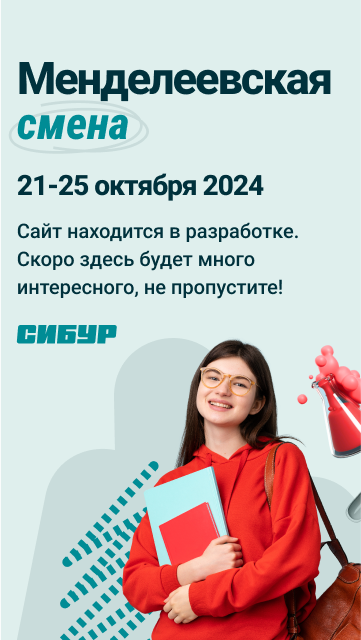 Менделеевская
смена
21-25 октября 2024
Сайт находится в разработке.
Скоро здесь будет много
интересного, не пропустите!
СИБУР